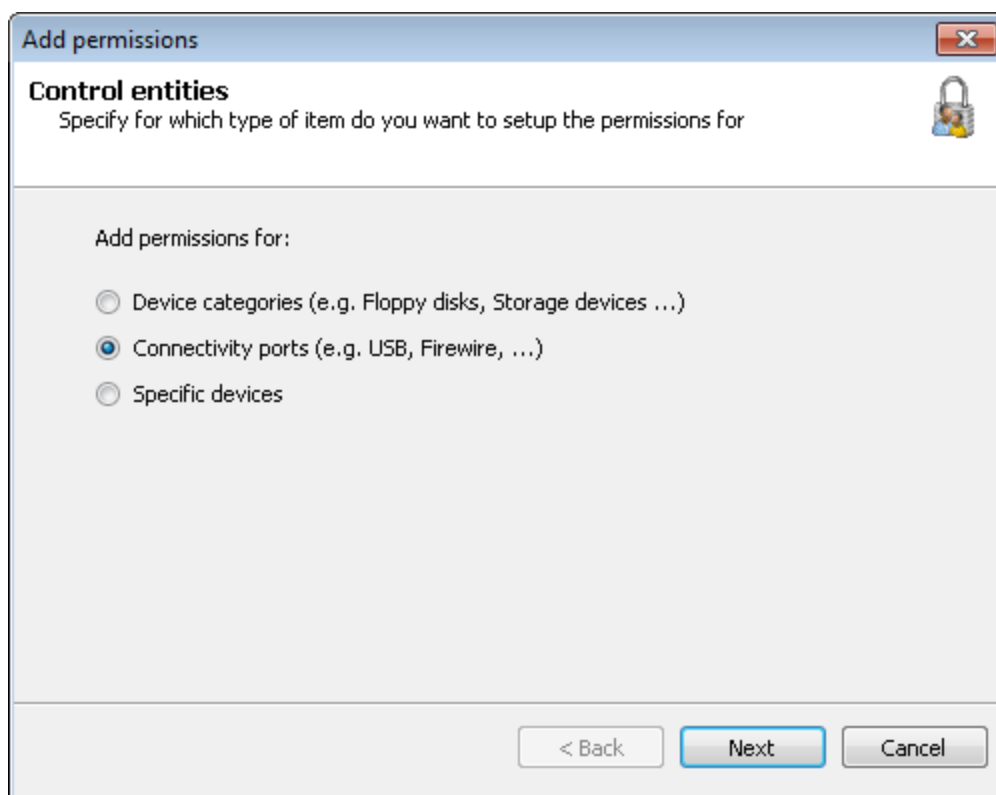 Add permissions
Control entities
Specify for which type of item do you want to setup the permissions for
Add permissions for:
Device categories (e.g. Floppy disks, Storage devices ...)
Connectivity ports (e.g. USB, Firewire, ...)
Specific devices
< Back Next Cancel